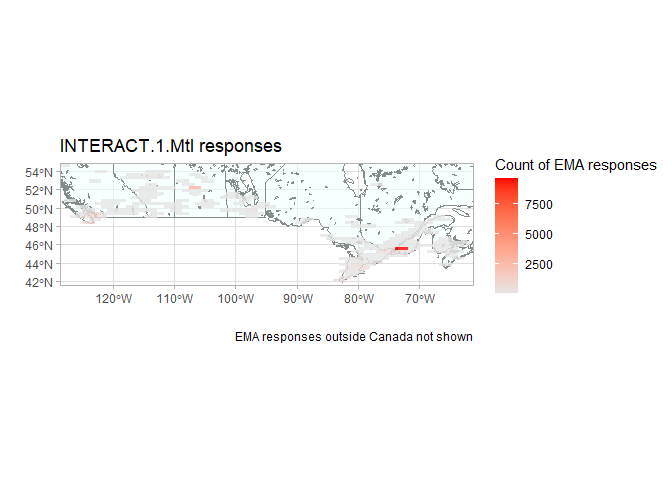 INTERACT.1.Mtl responses
Count of EMA responses
54°N
52°N
50°N
48°N
46°N
44°N
42°N
7500
5000
2500
120°W
110°W
100°W
90°W
80°W
70°W
EMA responses outside Canada not shown